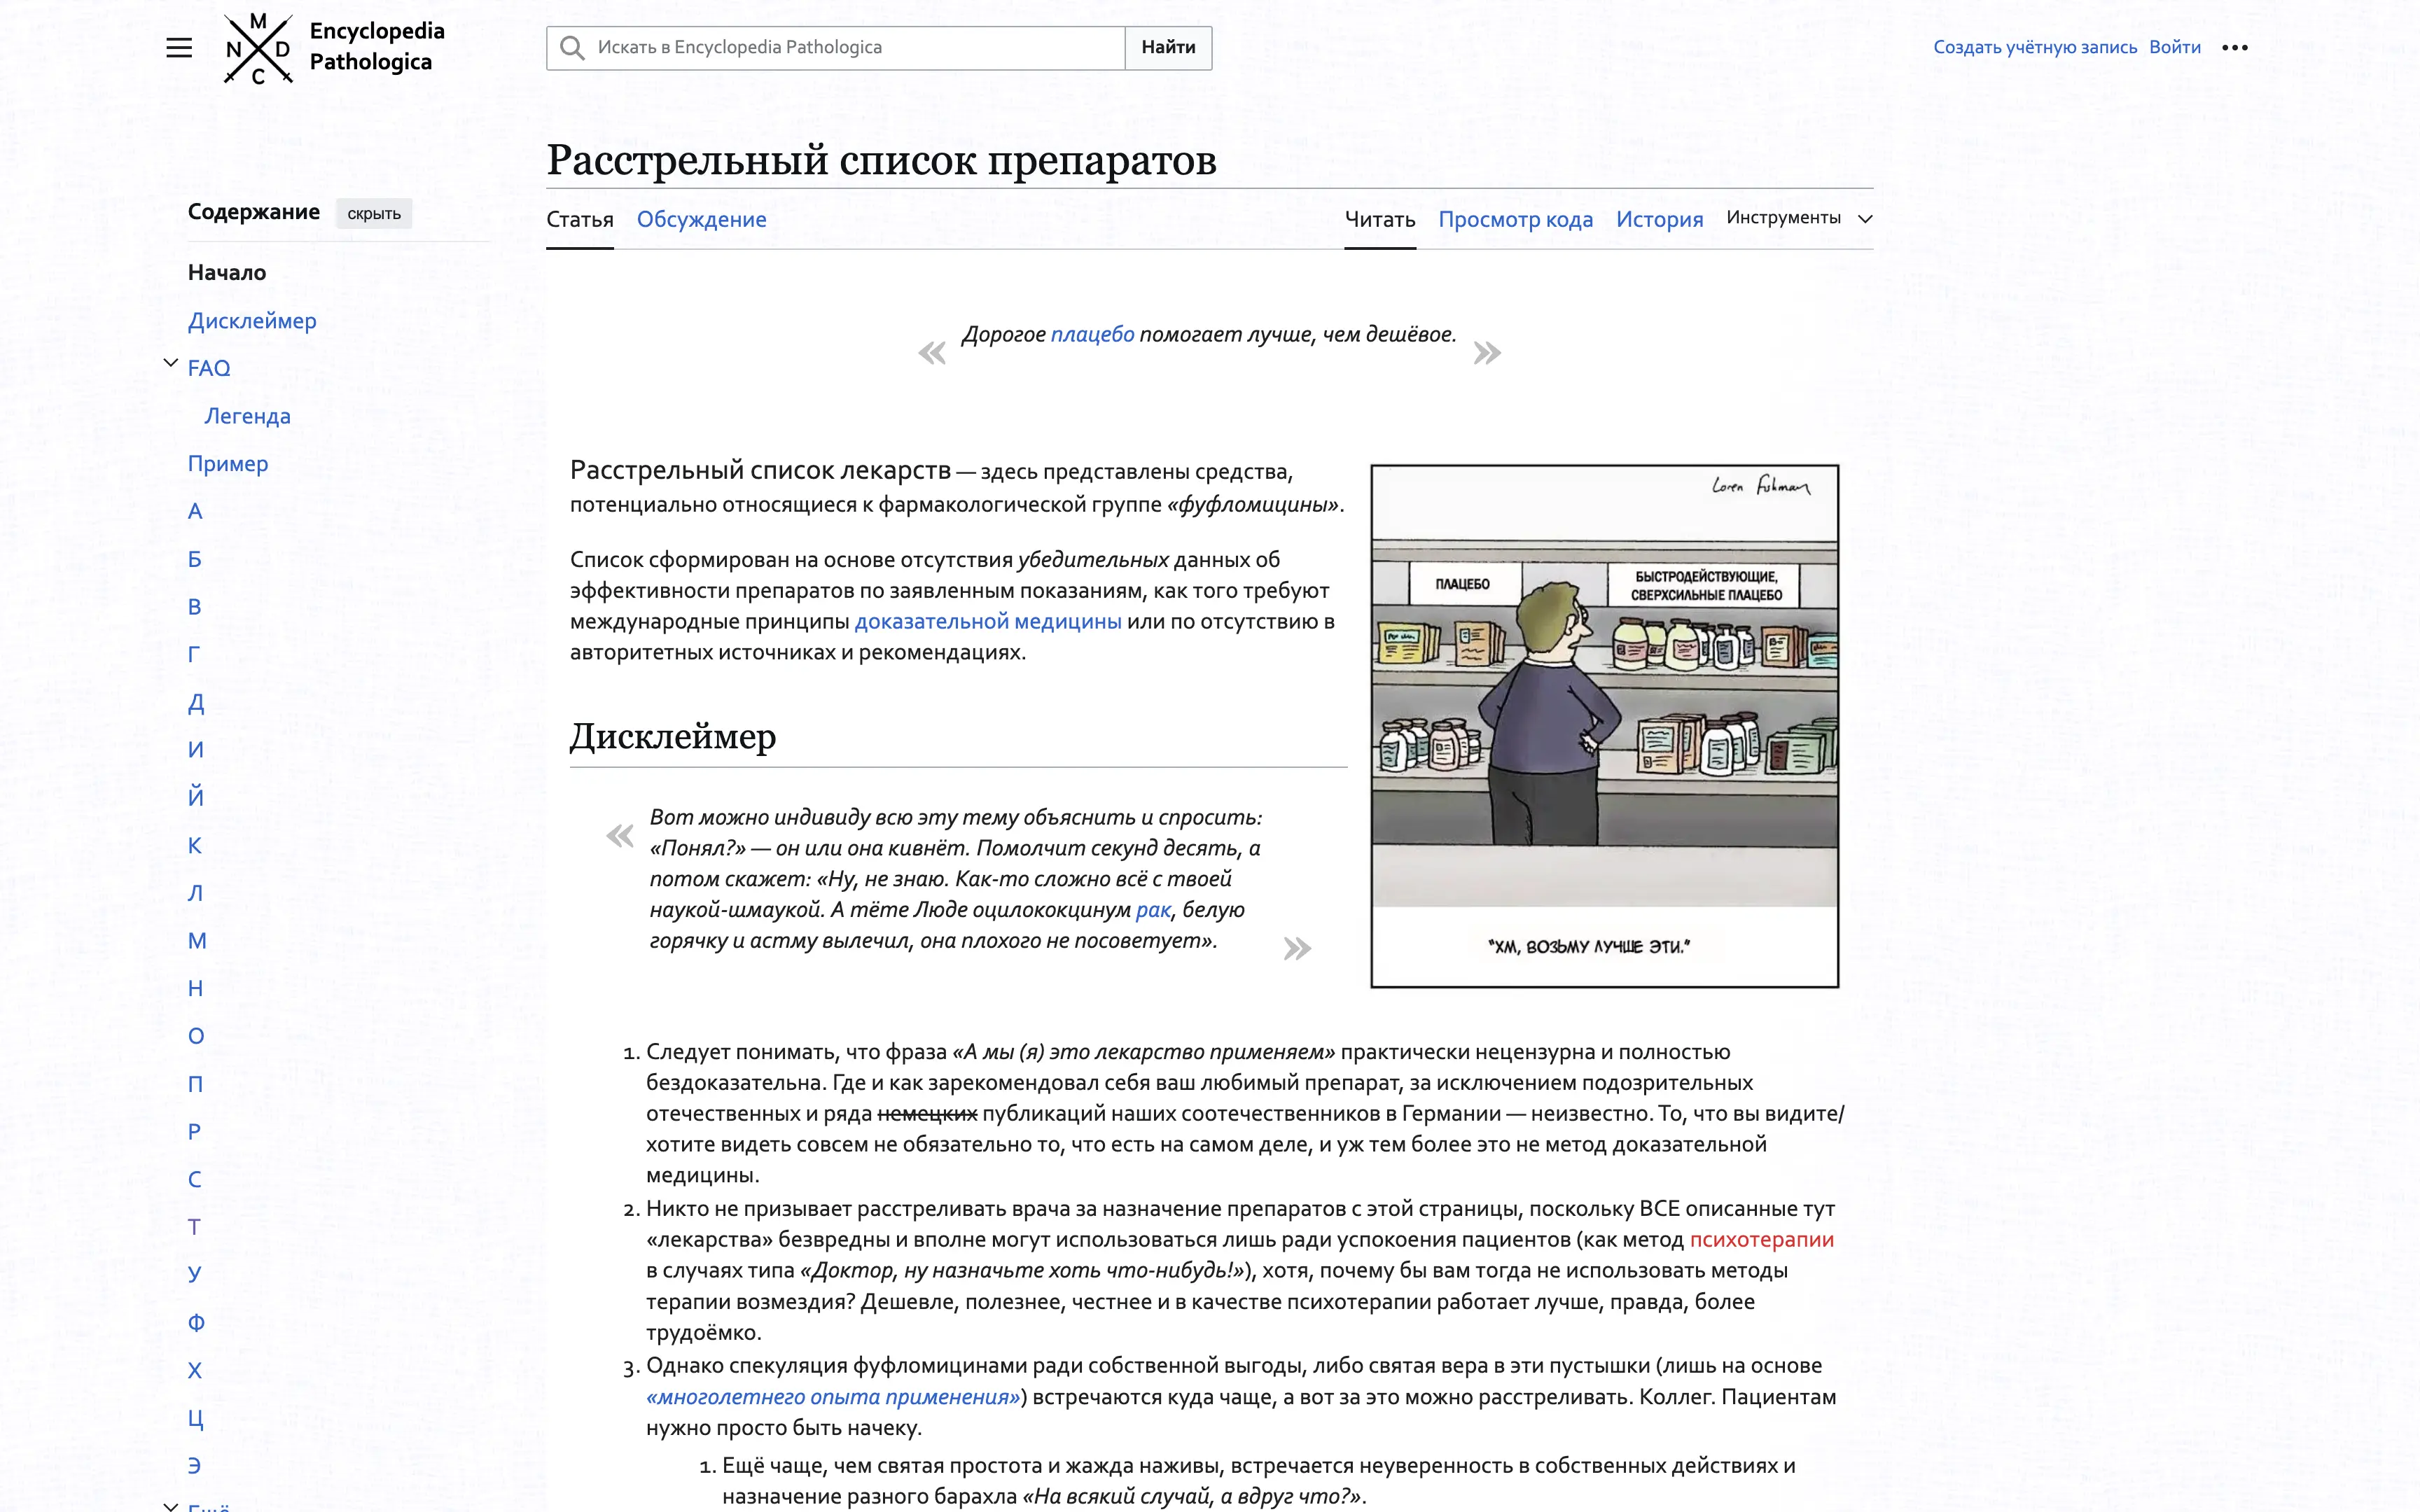 M
N D
C
Encyclopedia
Pathologica
Искать в Encyclopedia Pathologica
Найти
Создать учётную запись Войти
Расстрельный список препаратов
Статья Обсуждение
Читать Просмотр кода История Инструменты
Содержание скрыть
Начало
Дисклеймер
FAQ
Легенда
Пример
А
Б
В
Г
Д
И
Й
К
Л
М
Н
О
П
Р
С
Т
У
Ф
Х
Ц
Э
Ещё
« Дорогое плацебо помогает лучше, чем дешёвое. »
Расстрельный список лекарств — здесь представлены средства,
потенциально относящиеся к фармакологической группе «фуфломицины».
Список сформирован на основе отсутствия убедительных данных об
эффективности препаратов по заявленным показаниям, как того требуют
международные принципы доказательной медицины или по отсутствию в
авторитетных источниках и рекомендациях.
Loren Fishman
ПЛАЦЕБО
БЫСТРОДЕЙСТВУЮЩИЕ,
СВЕРХСИЛЬНЫЕ ПЛАЦЕБО
"ХМ, ВОЗЬМУ ЛУЧШЕ ЭТИ."
Дисклеймер
« Вот можно индивиду всю эту тему объяснить и спросить:
«Понял?» — он или она кивнёт. Помолчит секунд десять, а
потом скажет: «Ну, не знаю. Как-то сложно всё с твоей
наукой-шмаукой. А тёте Люде оцилококцинум рак, белую
горячку и астму вылечил, она плохого не посоветует». »
1. Следует понимать, что фраза «А мы (я) это лекарство применяем» практически нецензурна и полностью
бездоказательна. Где и как зарекомендовал себя ваш любимый препарат, за исключением подозрительных
отечественных и ряда немецких публикаций наших соотечественников в Германии — неизвестно. То, что вы видите/
хотите видеть совсем не обязательно то, что есть на самом деле, и уж тем более это не метод доказательной
медицины.
2. Никто не призывает расстреливать врача за назначение препаратов с этой страницы, поскольку ВСЕ описанные тут
«лекарства» безвредны и вполне могут использоваться лишь ради успокоения пациентов (как метод психотерапии
в случаях типа «Доктор, ну назначьте хоть что-нибудь!»), хотя, почему бы вам тогда не использовать методы
терапии возмездия? Дешевле, полезнее, честнее и в качестве психотерапии работает лучше, правда, более
трудоёмко.
3. Однако спекуляция фуфломицинами ради собственной выгоды, либо святая вера в эти пустышки (лишь на основе
«многолетнего опыта применения») встречаются куда чаще, а вот за это можно расстреливать. Коллег. Пациентам
нужно просто быть начеку.
1. Ещё чаще, чем святая простота и жажда наживы, встречается неуверенность в собственных действиях и
назначение разного барахла «На всякий случай, а вдруг что?».